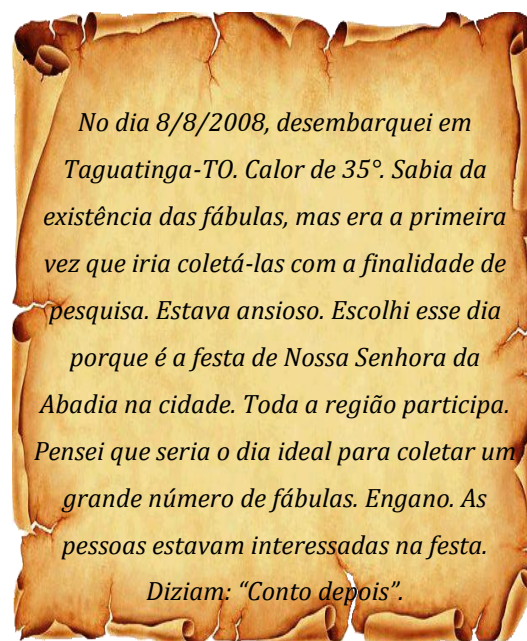 No dia 8/8/2008, desembarquei em
Taguatinga-TO. Calor de 35°. Sabia da
existência das fábulas, mas era a primeira
vez que iria coletá-las com a finalidade de
pesquisa. Estava ansioso. Escolhi esse dia
porque é a festa de Nossa Senhora da
Abadia na cidade. Toda a região participa.
Pensei que seria o dia ideal para coletar um
grande número de fábulas. Engano. As
pessoas estavam interessadas na festa.
Diziam: “Conto depois”.